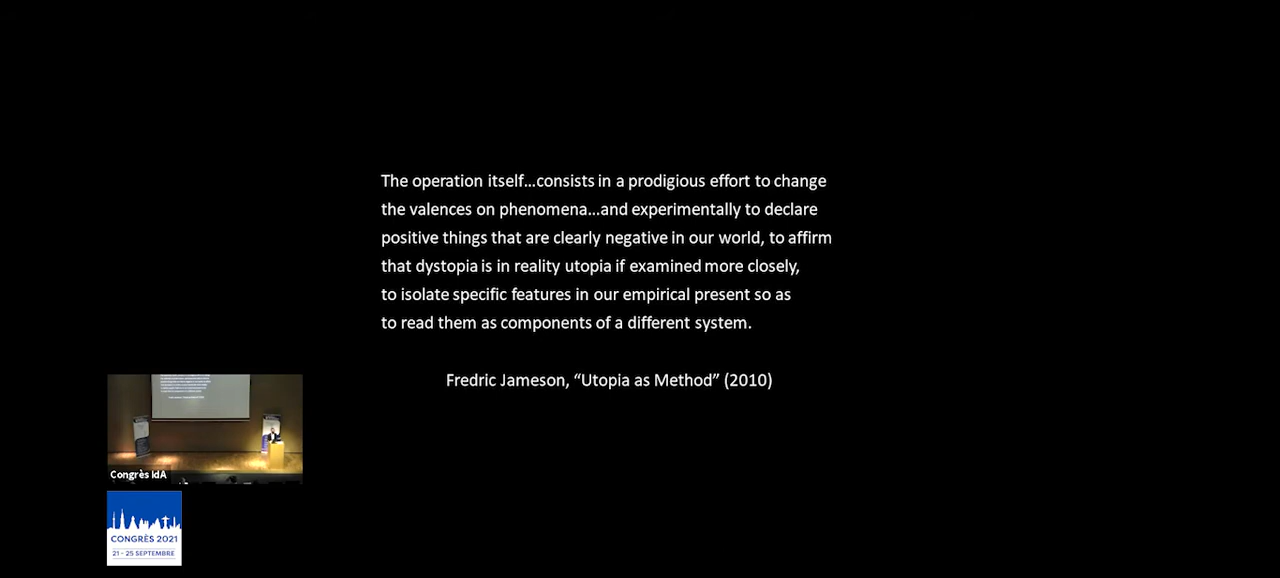 The operation itself...consists in a prodigious effort to change
the valences on phenomena...and experimentally to declare
positive things that are clearly negative in our world, to affirm
that dystopia is in reality utopia if examined more closely,
to isolate specific features in our empirical present so as
to read them as components of a different system.
Fredric Jameson, “Utopia as Method” (2010)
Congrès IdA
CONGRÈS 2021
21 - 25 SEPTEMBRE